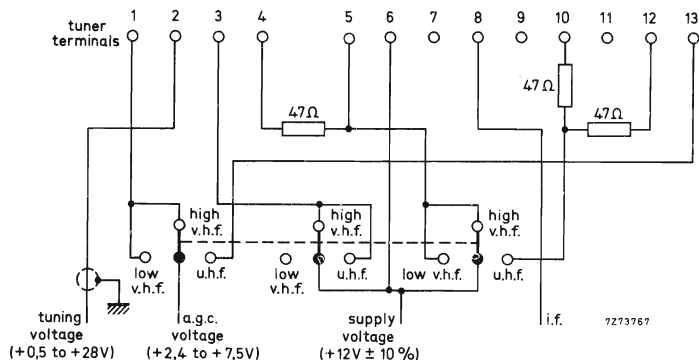 tuner
terminals
1 2 3 4 5 6 7 8 9 10 11 12 13
47Ω
47Ω
47Ω
high
v.h.f.
high
v.h.f.
high
v.h.f.
low
v.h.f.
u.h.f.
low
v.h.f.
u.h.f.
low v.h.f.
u.h.f.
tuning
voltage
(+0,5 to +28V)
a.g.c.
voltage
(+2,4 to +7,5V)
supply
voltage
(+12V ± 10 %)
i.f.
7Z73767